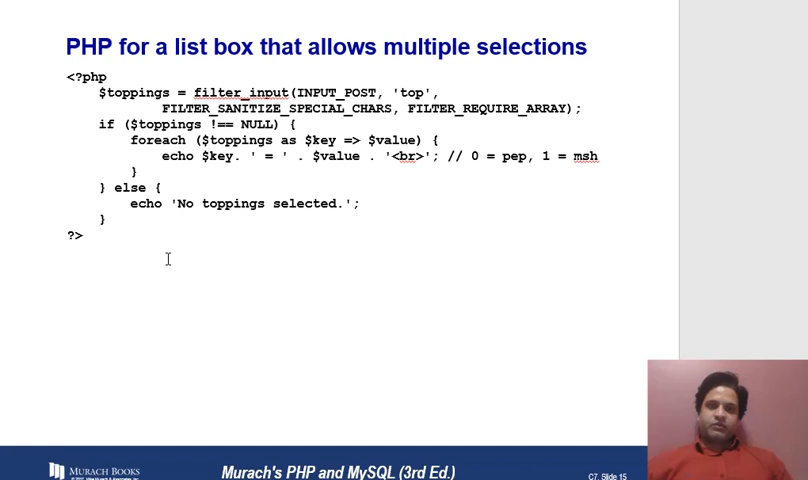 PHP for a list box that allows multiple selections
<?php
    $toppings = filter_input(INPUT_POST, 'top',
            FILTER_SANITIZE_SPECIAL_CHARS, FILTER_REQUIRE_ARRAY);
    if ($toppings !== NULL) {
        foreach ($toppings as $key => $value) {
            echo $key. ' = ' . $value . '<br>'; // 0 = pep, 1 = msh
        }
    } else {
        echo 'No toppings selected.';
    }
?>
MURACH BOOKS
Murach's PHP and MySQL (3rd Ed.)
C7, Slide 15